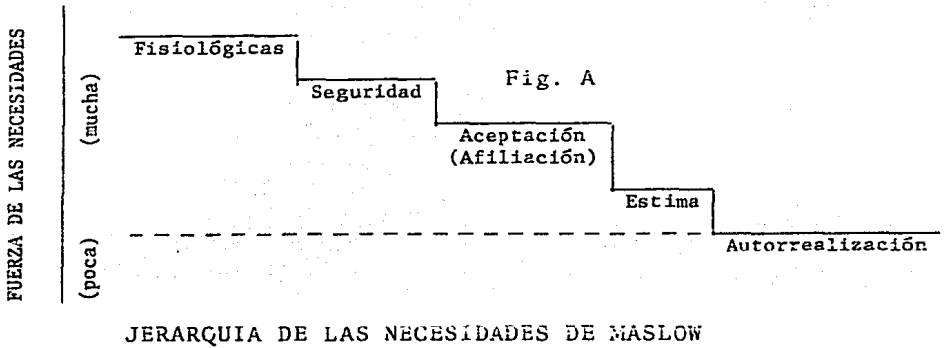 FUERZA DE LAS NECESIDADES
(poca) (mucha)
Fisiológicas
Seguridad
Fig. A
Aceptación
(Afiliación)
Estima
Autorrealización
JERARQUIA DE LAS NECESIDADES DE MASLOW